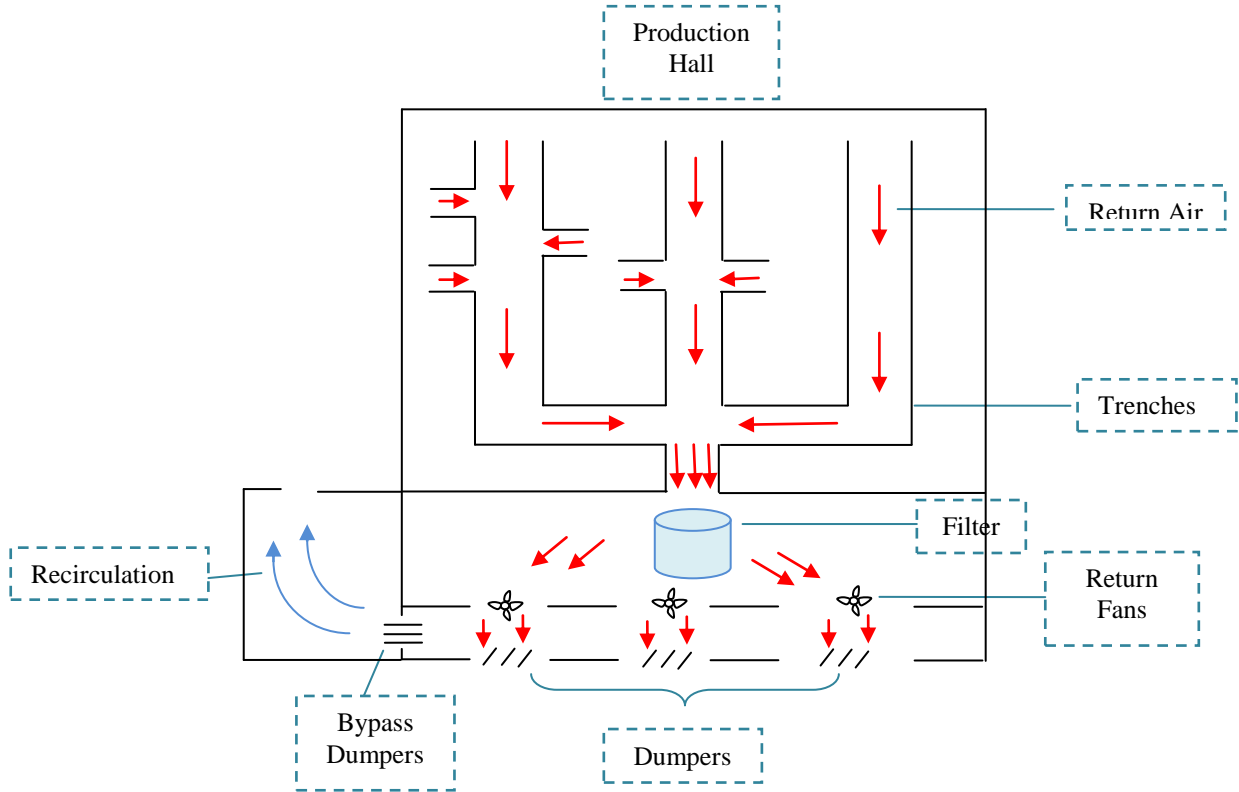 Production
Hall
Return Air
Trenches
Filter
Recirculation
Return
Fans
Bypass
Dumpers
Dumpers